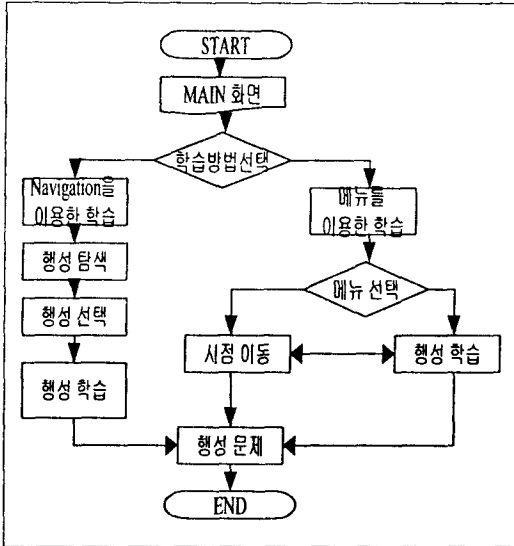 START
MAIN 화면
학습방법선택
Navigation을
이용한 학습
메뉴를
이용한 학습
행성 탐색
메뉴 선택
행성 선택
시점 이동
행성 학습
행성 학습
행성 문제
END